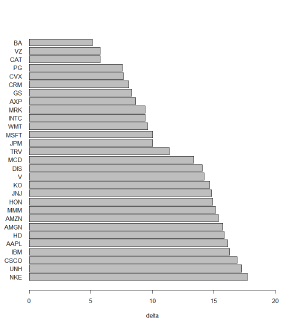 BA
VZ
CAT
PG
CVX
CRM
GS
AXP
MRK
INTC
WMT
MSFT
JPM
TRV
MCD
DIS
V
KO
JNJ
HON
MMM
AMZN
AMGN
HD
AAPL
IBM
CSCO
UNH
NKE
0 5 10 15 20
delta